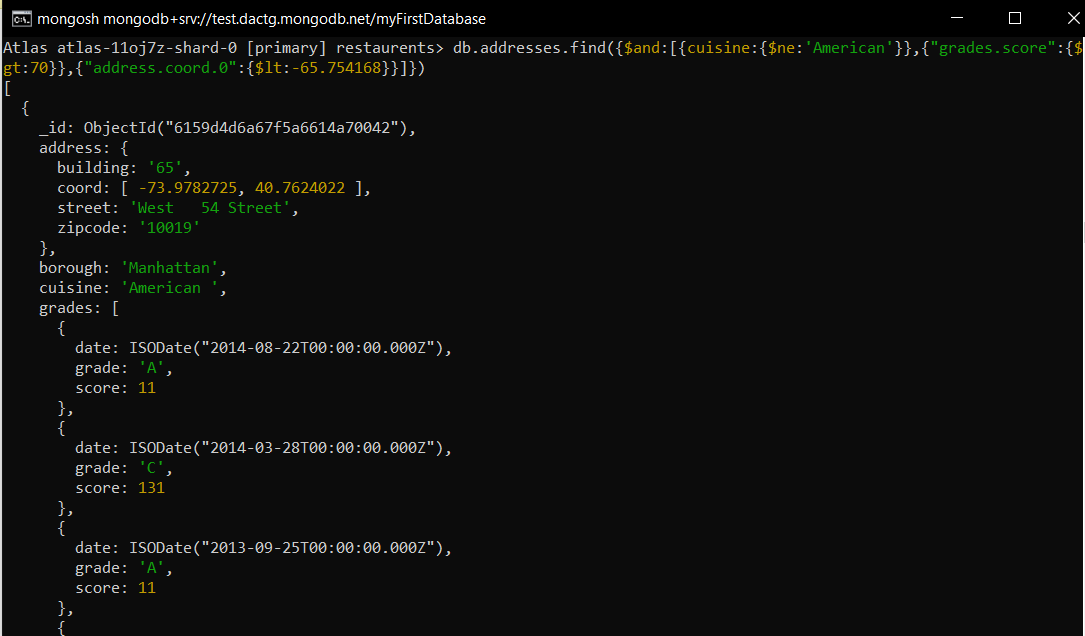 mongosh mongodb+srv://test.dactg.mongodb.net/myFirstDatabase
Atlas atlas-11oj7z-shard-0 [primary] restaurents> db.addresses.find({$and:[{cuisine:{$ne:'American'}},{"grades.score":{$
gt:70}},{"address.coord.0":{$lt:-65.754168}}]})
[
  {
    _id: ObjectId("6159d4d6a67f5a6614a70042"),
    address: {
      building: '65',
      coord: [ -73.9782725, 40.7624022 ],
      street: 'West   54 Street',
      zipcode: '10019'
    },
    borough: 'Manhattan',
    cuisine: 'American ',
    grades: [
      {
        date: ISODate("2014-08-22T00:00:00.000Z"),
        grade: 'A',
        score: 11
      },
      {
        date: ISODate("2014-03-28T00:00:00.000Z"),
        grade: 'C',
        score: 131
      },
      {
        date: ISODate("2013-09-25T00:00:00.000Z"),
        grade: 'A',
        score: 11
      },
      {